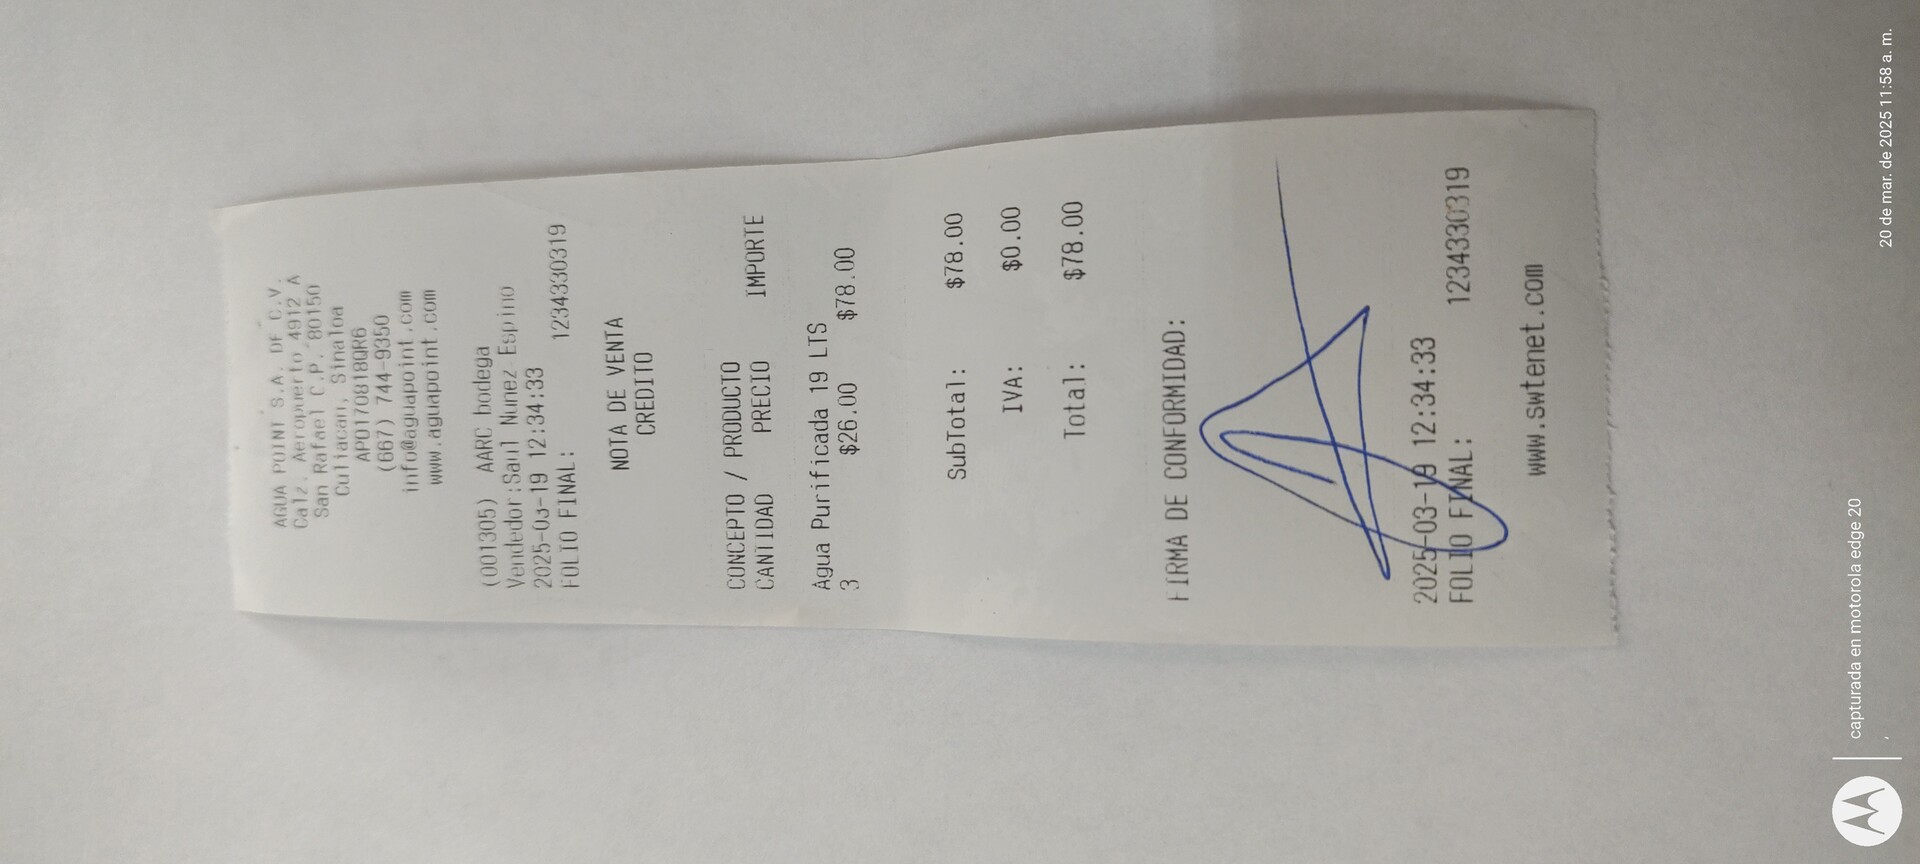 AGUA POINT S.A. DE C.V.
Calz. Aeropuerto 4912 A
San Rafael C.P. 80150
Culiacan, Sinaloa
APO170818QR6
(667) 744-9350
info@aguapoint.com
www.aguapoint.com
(001305) AARC bodega
Vendedor:Saul Nunez Espino
2025-03-19 12:34:33
FOLIO FINAL: 1234330319
NOTA DE VENTA
CREDITO
CONCEPTO / PRODUCTO
CANTIDAD PRECIO IMPORTE
Agua Purificada 19 LTS
3 $26.00 $78.00
SubTotal: $78.00
IVA: $0.00
Total: $78.00
FIRMA DE CONFORMIDAD:
2025-03-19 12:34:33
FOLIO FINAL: 1234330319
www.swtenet.com
capturada en motorola edge 20
20 de mar. de 2025 11:58 a. m.